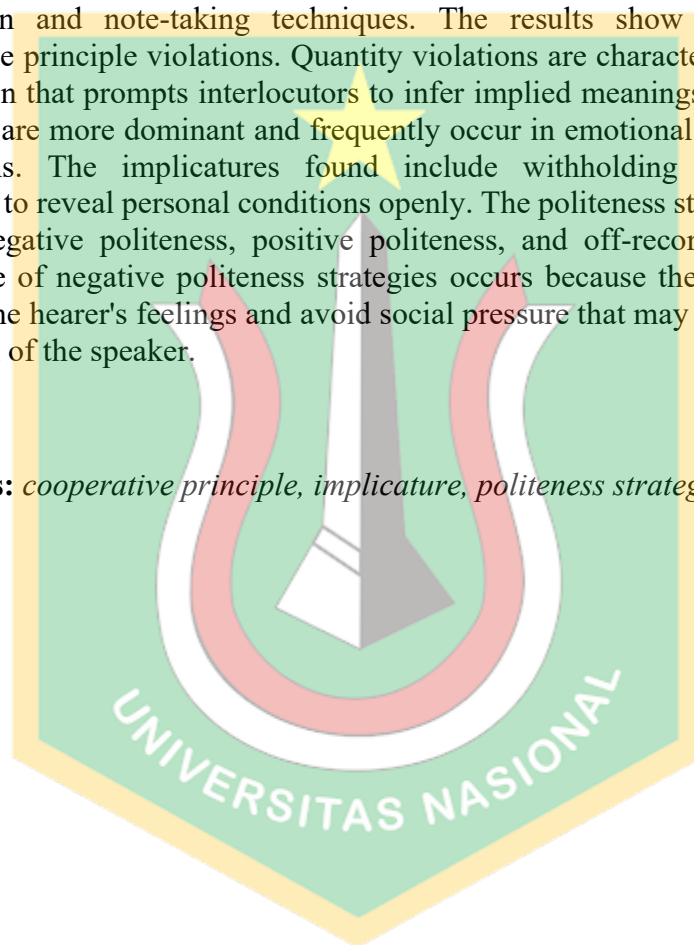 n and note-taking techniques. The results show
e principle violations. Quantity violations are characte
n that prompts interlocutors to infer implied meanings
are more dominant and frequently occur in emotional
s. The implicatures found include withholding
to reveal personal conditions openly. The politeness st
egative politeness, positive politeness, and off-recor
e of negative politeness strategies occurs because the
ne hearer's feelings and avoid social pressure that may
of the speaker.
s: cooperative principle, implicature, politeness strateg
UNIVERSITAS NASIONAL